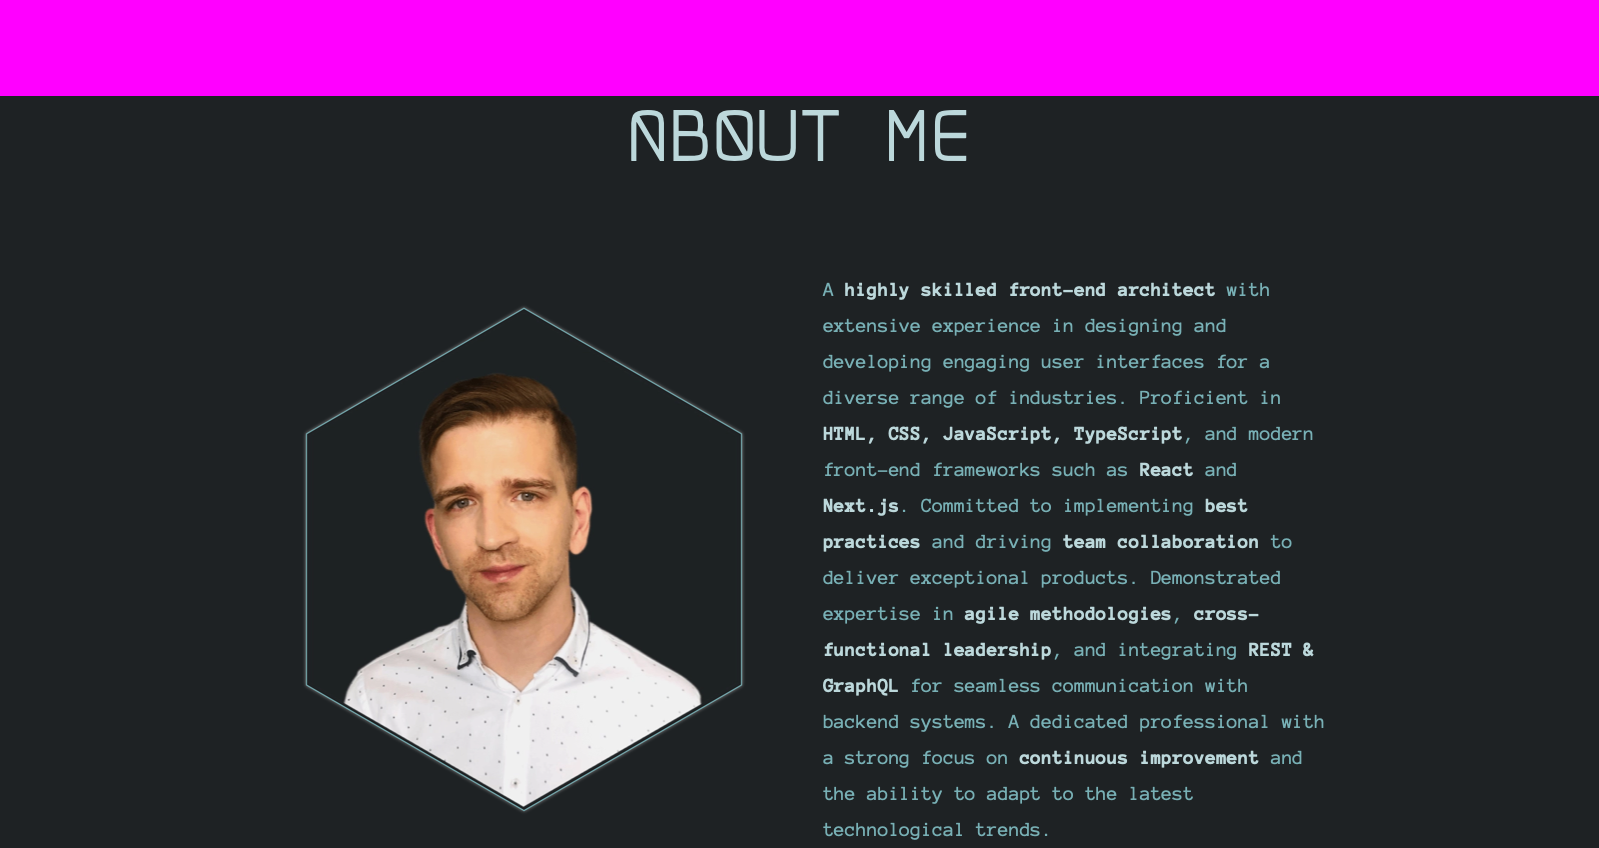 ABOUT ME
A highly skilled front-end architect with
extensive experience in designing and
developing engaging user interfaces for a
diverse range of industries. Proficient in
HTML, CSS, JavaScript, TypeScript, and modern
front-end frameworks such as React and
Next.js. Committed to implementing best
practices and driving team collaboration to
deliver exceptional products. Demonstrated
expertise in agile methodologies, cross-
functional leadership, and integrating REST &
GraphQL for seamless communication with
backend systems. A dedicated professional with
a strong focus on continuous improvement and
the ability to adapt to the latest
technological trends.